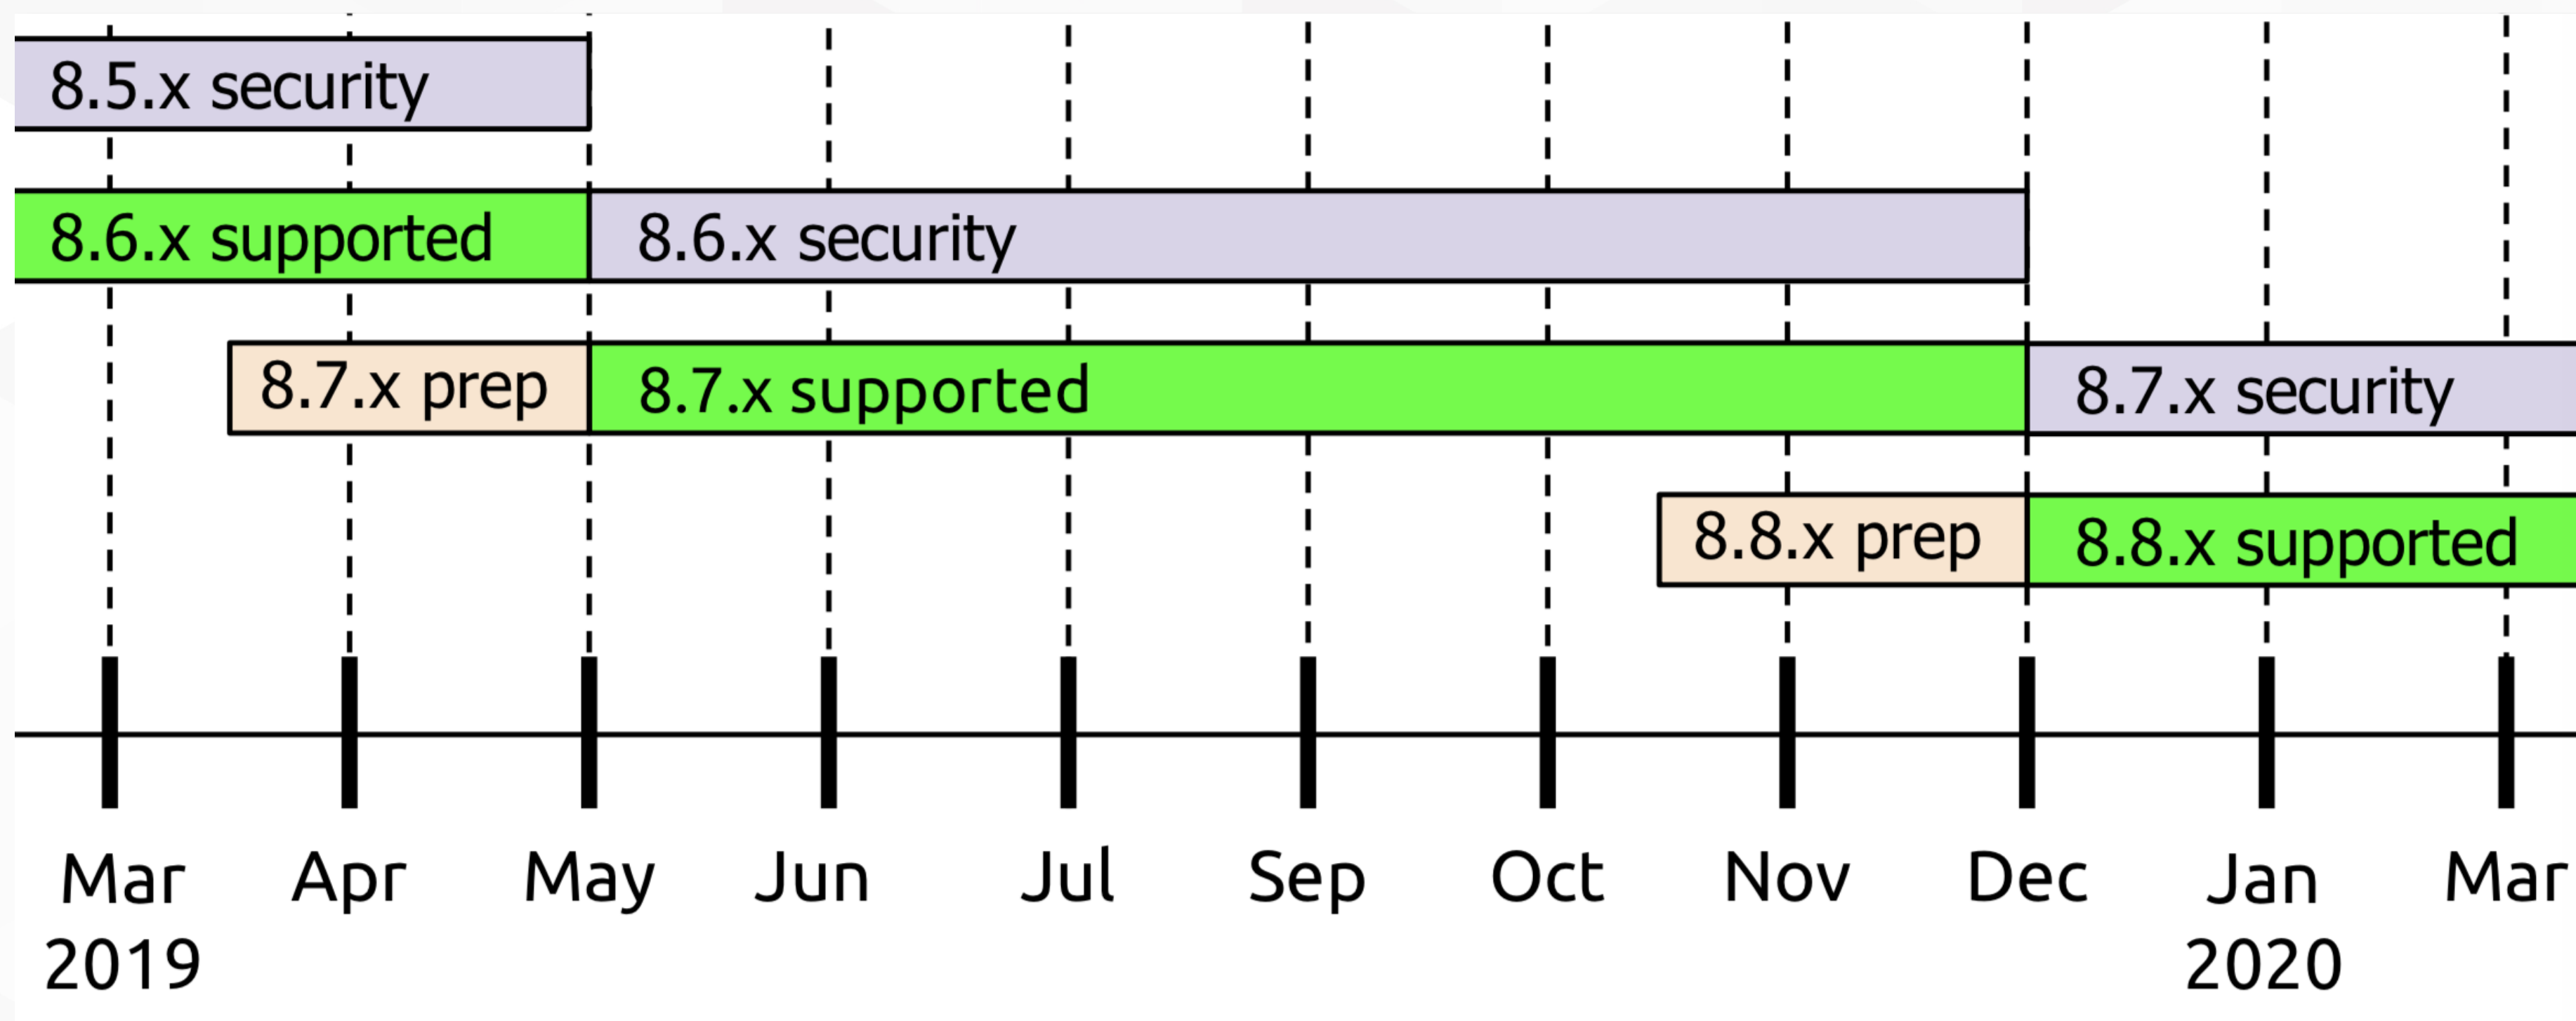 8.5.x security
8.6.x supported 8.6.x security
8.7.x prep 8.7.x supported 8.7.x security
8.8.x prep 8.8.x supported
Mar Apr May Jun Jul Sep Oct Nov Dec Jan Mar
2019 2020